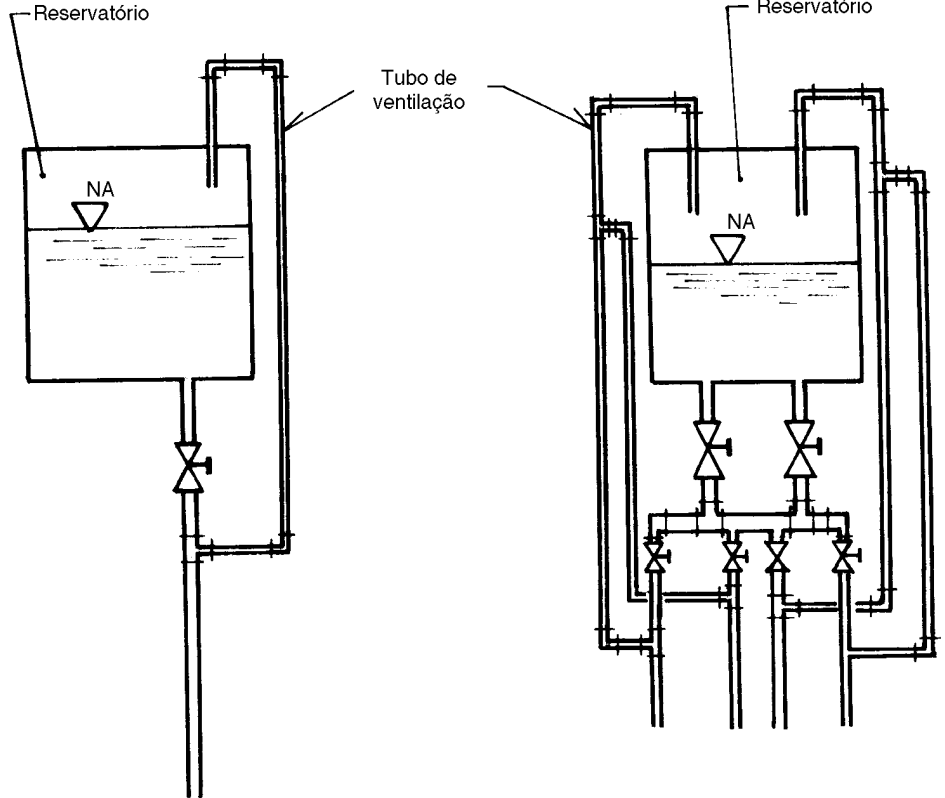 Reservatório
Reservatório
Tubo de
ventilação
NA
NA